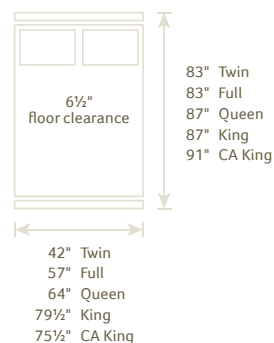 6½"
floor clearance
83" Twin
83" Full
87" Queen
87" King
91" CA King
42" Twin
57" Full
64" Queen
79½" King
75½" CA King